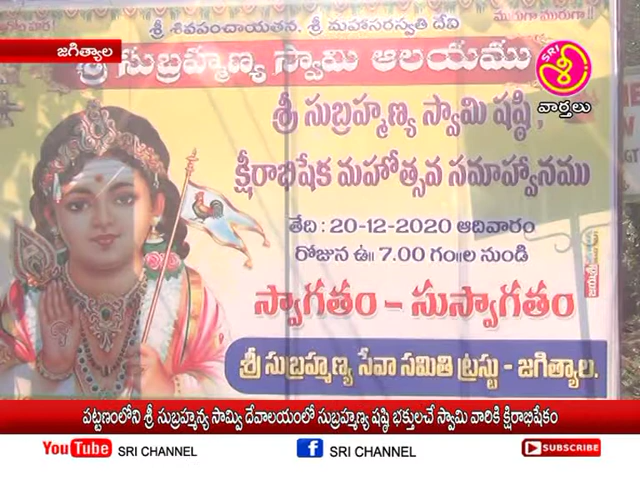 శ్రీ శివపంచాయతన, శ్రీ మహాసరస్వతి దేవి
మురుగా మురుగా!!
జగిత్యాల
శ్రీ సుబ్రహ్మణ్య స్వామి ఆలయము
SRI
శ్రీ
వార్తలు
శ్రీ సుబ్రహ్మణ్య స్వామి షష్ఠి,
క్షీరాభిషేక మహోత్సవ సమాహ్వానము
తేది : 20-12-2020 ఆదివారం
రోజున ఉ॥ 7.00 గం॥ల నుండి
స్వాగతం - సుస్వాగతం
శ్రీ సుబ్రహ్మణ్య సేవా సమితి ట్రస్టు - జగిత్యాల.
పట్టణంలోని శ్రీ సుబ్రహ్మన్య సామ్వి దేవాలయంలో సుబ్రహ్మణ్య షష్ఠి భక్తులచే స్వామి వారికి క్షిరాభిషేకం
YouTube SRI CHANNEL f SRI CHANNEL SUBSCRIBE